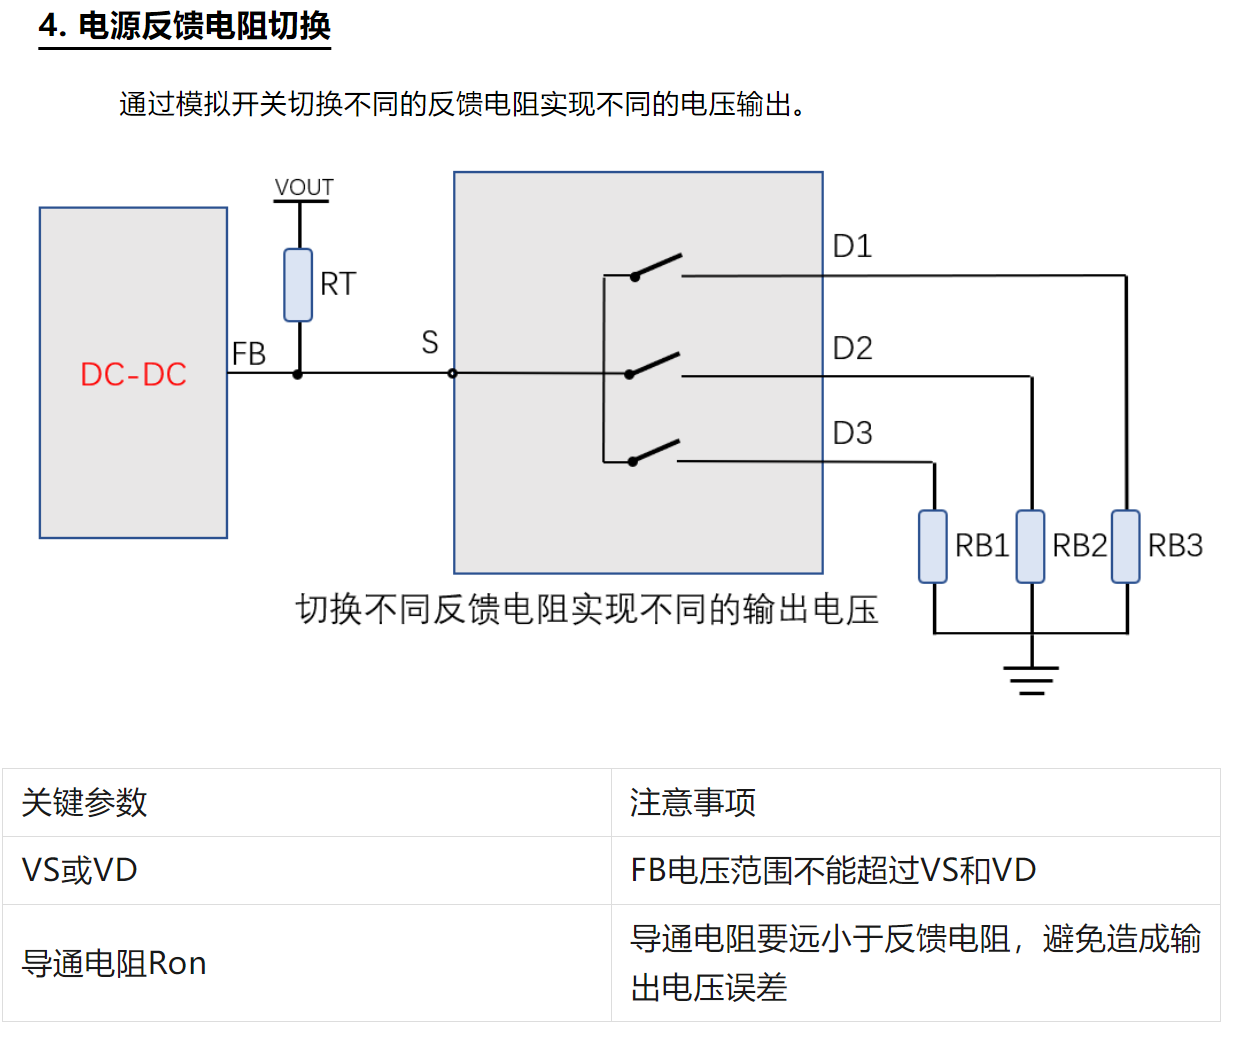 4. 电源反馈电阻切换
通过模拟开关切换不同的反馈电阻实现不同的电压输出。
VOUT
RT
DC-DC
FB
S
D1
D2
D3
RB1
RB2
RB3
切换不同反馈电阻实现不同的输出电压
关键参数
注意事项
VS或VD
FB电压范围不能超过VS和VD
导通电阻Ron
导通电阻要远小于反馈电阻，避免造成输
出电压误差